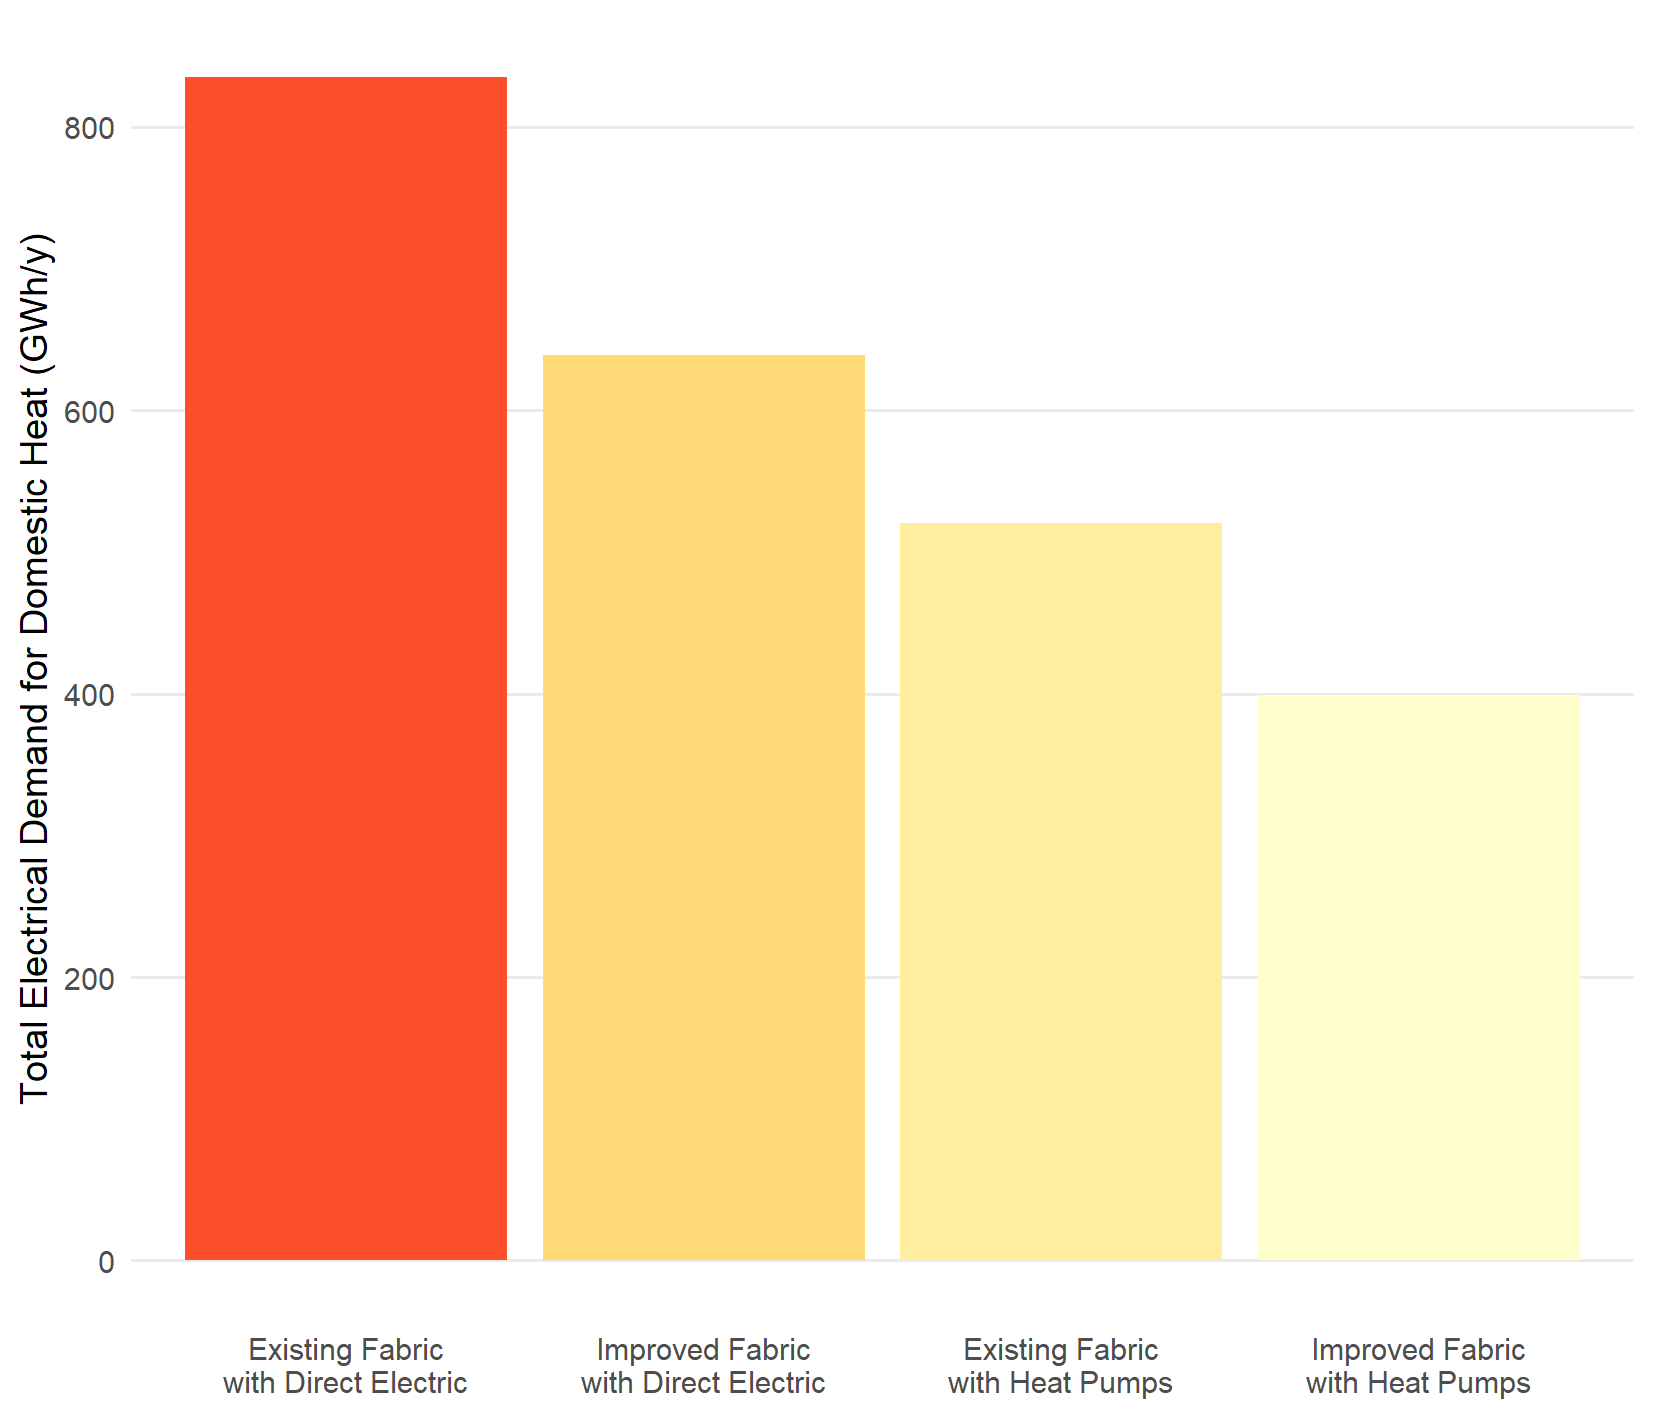 Total Electrical Demand for Domestic Heat (GWh/y)
800
600
400
200
0
Existing Fabric
with Direct Electric
Improved Fabric
with Direct Electric
Existing Fabric
with Heat Pumps
Improved Fabric
with Heat Pumps